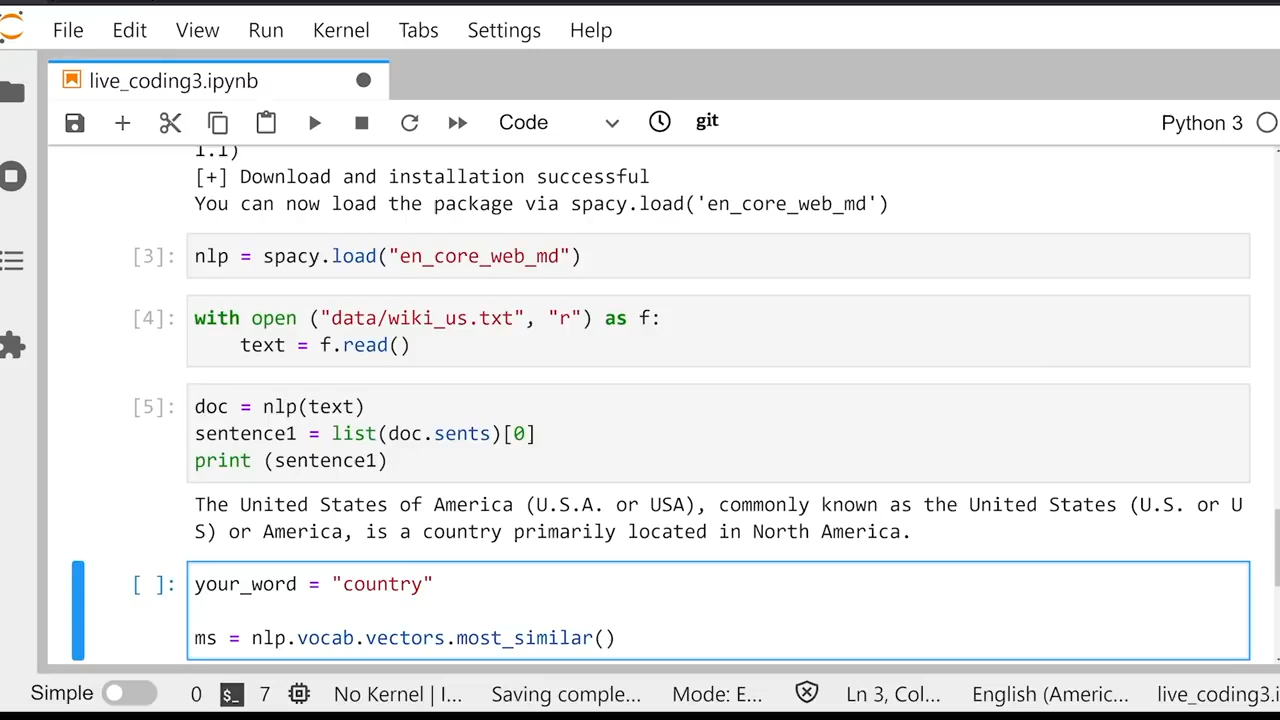 File Edit View Run Kernel Tabs Settings Help
live_coding3.ipynb
Code git Python 3
1.1)
[+] Download and installation successful
You can now load the package via spacy.load('en_core_web_md')
[3]: nlp = spacy.load("en_core_web_md")
[4]: with open ("data/wiki_us.txt", "r") as f:
text = f.read()
[5]: doc = nlp(text)
sentence1 = list(doc.sents)[0]
print (sentence1)
The United States of America (U.S.A. or USA), commonly known as the United States (U.S. or U
S) or America, is a country primarily located in North America.
[ ]: your_word = "country"
ms = nlp.vocab.vectors.most_similar()
Simple 0 $_ 7 No Kernel | I... Saving comple... Mode: E... Ln 3, Col... English (Americ... live_coding3.i